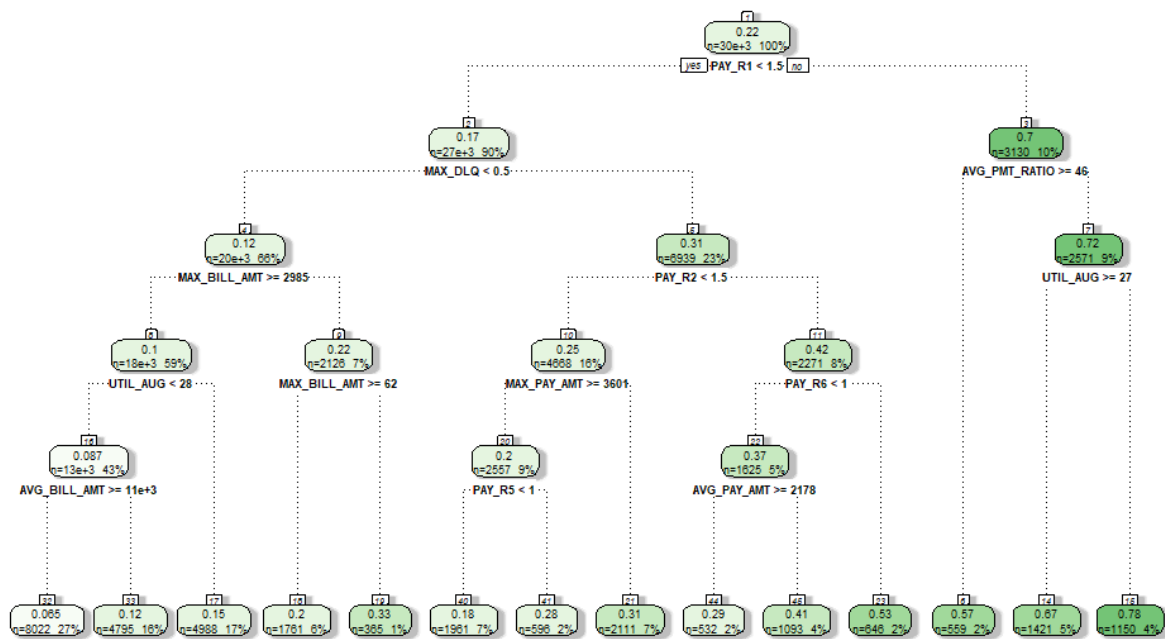 1
0.22
n=30e+3 100%
yes PAY_R1 < 1.5 no
2 3
0.17 0.7
n=27e+3 90% n=3130 10%
MAX_DLQ < 0.5 AVG_PMT_RATIO >= 46
4 5 7
0.12 0.31 0.72
n=20e+3 66% n=6939 23% n=2571 9%
MAX_BILL_AMT >= 2985 PAY_R2 < 1.5 UTIL_AUG >= 27
8 9 10 11
0.1 0.22 0.25 0.42
n=18e+3 59% n=2126 7% n=4668 16% n=2271 8%
UTIL_AUG < 28 MAX_BILL_AMT >= 62 MAX_PAY_AMT >= 3601 PAY_R6 < 1
16 20 22
0.087 0.2 0.37
n=13e+3 43% n=2557 9% n=1625 5%
AVG_BILL_AMT >= 11e+3 PAY_R5 < 1 AVG_PAY_AMT >= 2178
32 33 17 18 19 40 41 21 44 45 23 6 14 15
0.065 0.12 0.15 0.2 0.33 0.18 0.28 0.31 0.29 0.41 0.53 0.57 0.67 0.78
n=8022 27% n=4795 16% n=4988 17% n=1761 6% n=365 1% n=1961 7% n=596 2% n=2111 7% n=532 2% n=1093 4% n=646 2% n=559 2% n=1421 5% n=1150 4%